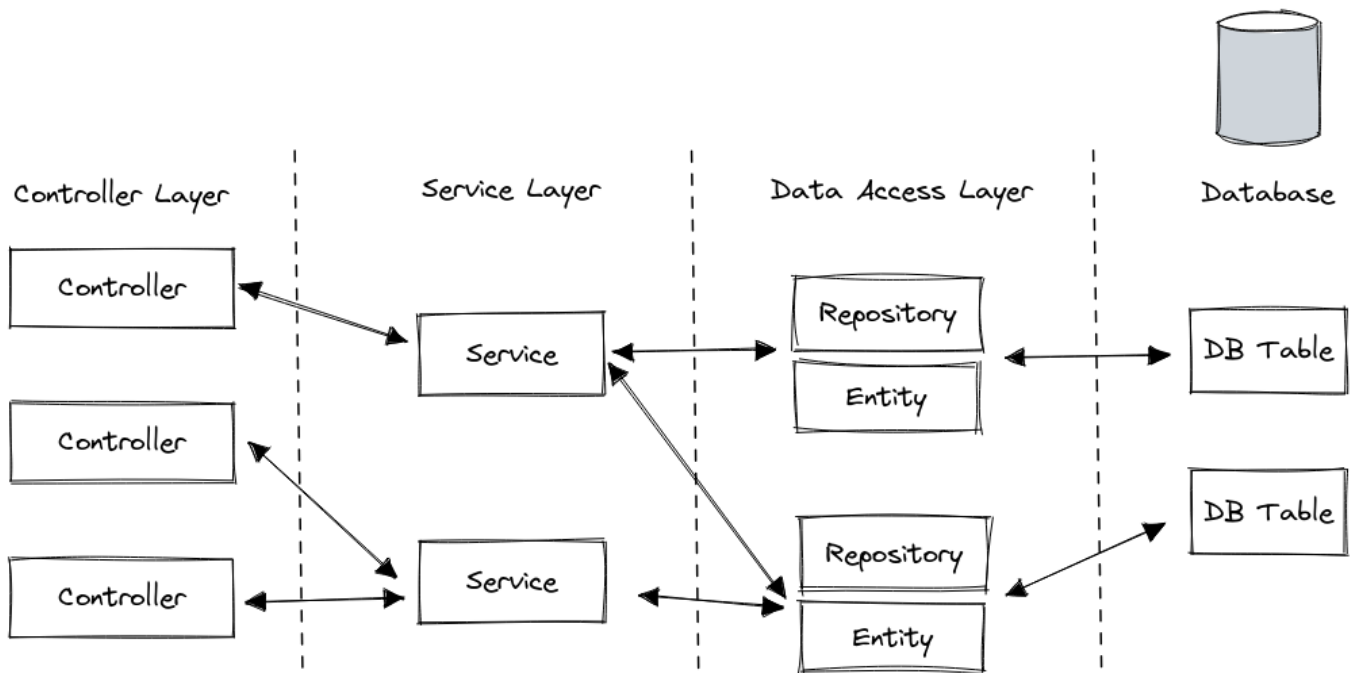 Controller Layer
Service Layer
Data Access Layer
Database
Controller
Controller
Controller
Service
Service
Repository
Entity
Repository
Entity
DB Table
DB Table